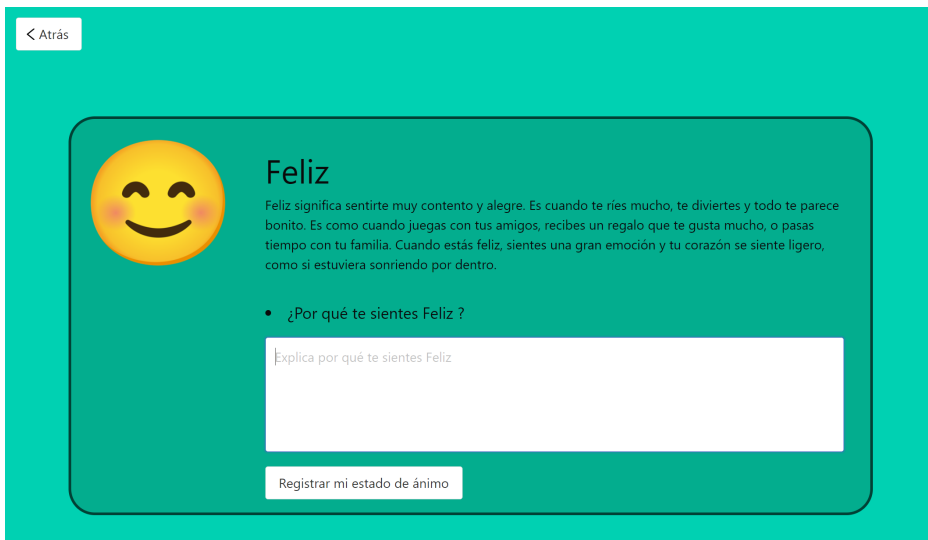 Atrás
Feliz
Feliz significa sentirte muy contento y alegre. Es cuando te ríes mucho, te diviertes y todo te parece
bonito. Es como cuando juegas con tus amigos, recibes un regalo que te gusta mucho, o pasas
tiempo con tu familia. Cuando estás feliz, sientes una gran emoción y tu corazón se siente ligero,
como si estuviera sonriendo por dentro.
• ¿Por qué te sientes Feliz ?
Explica por qué te sientes Feliz
Registrar mi estado de ánimo